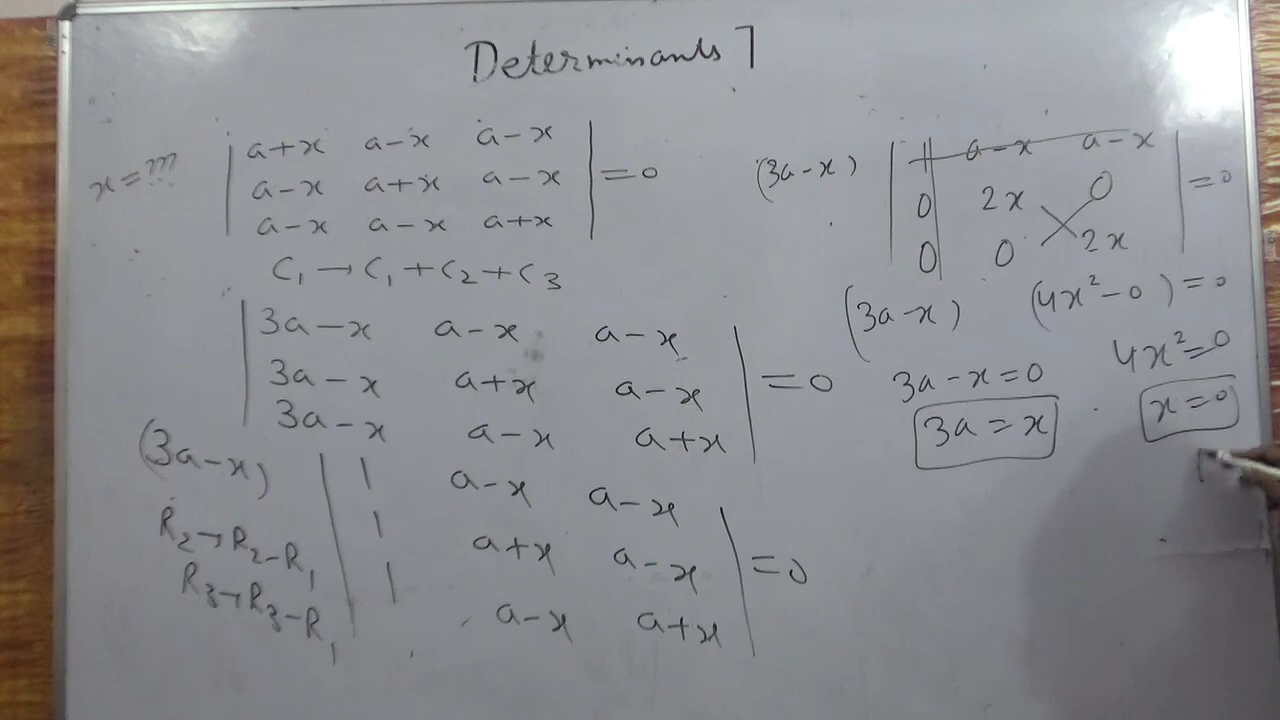 Determinants 7
x = ???
| a+x a-x a-x |
| a-x a+x a-x | = 0
| a-x a-x a+x |
C₁ → C₁ + C₂ + C₃
| 3a-x a-x a-x |
| 3a-x a+x a-x | = 0
| 3a-x a-x a+x |
(3a-x) | 1 a-x a-x |
R₂→R₂-R₁ | 1 a+x a-x | = 0
R₃→R₃-R₁ | 1 a-x a+x |
(3a-x) | 1 a-x a-x |
| 0 2x 0 | = 0
| 0 0 2x |
(3a-x) (4x²-0) = 0
3a-x=0 4x²=0
3a = x x = 0